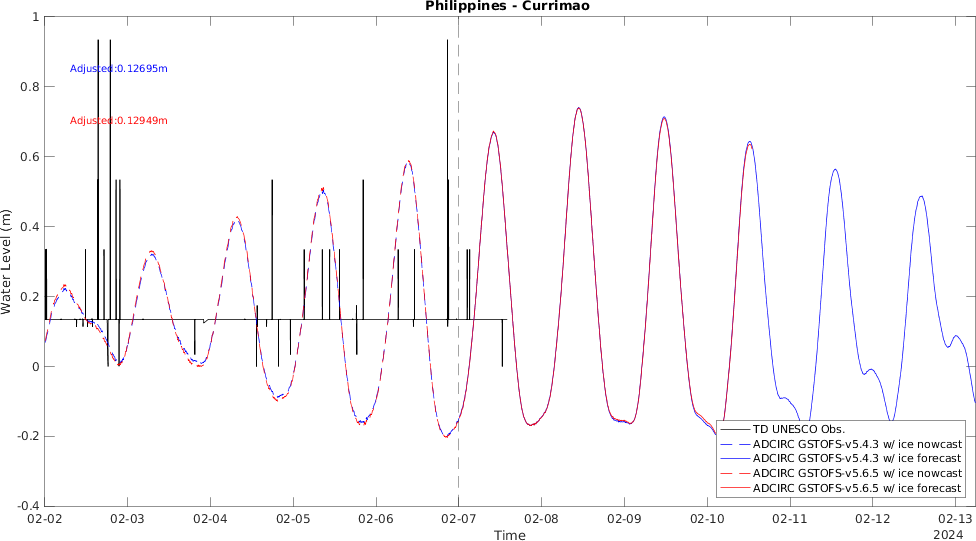 Philippines - Currimao
1
0.8
0.6
0.4
0.2
0
-0.2
-0.4
Water Level (m)
Adjusted:0.12695m
Adjusted:0.12949m
TD UNESCO Obs.
ADCIRC GSTOFS-v5.4.3 w/ ice nowcast
ADCIRC GSTOFS-v5.4.3 w/ ice forecast
ADCIRC GSTOFS-v5.6.5 w/ ice nowcast
ADCIRC GSTOFS-v5.6.5 w/ ice forecast
02-02 02-03 02-04 02-05 02-06 02-07 02-08 02-09 02-10 02-11 02-12 02-13
Time
2024